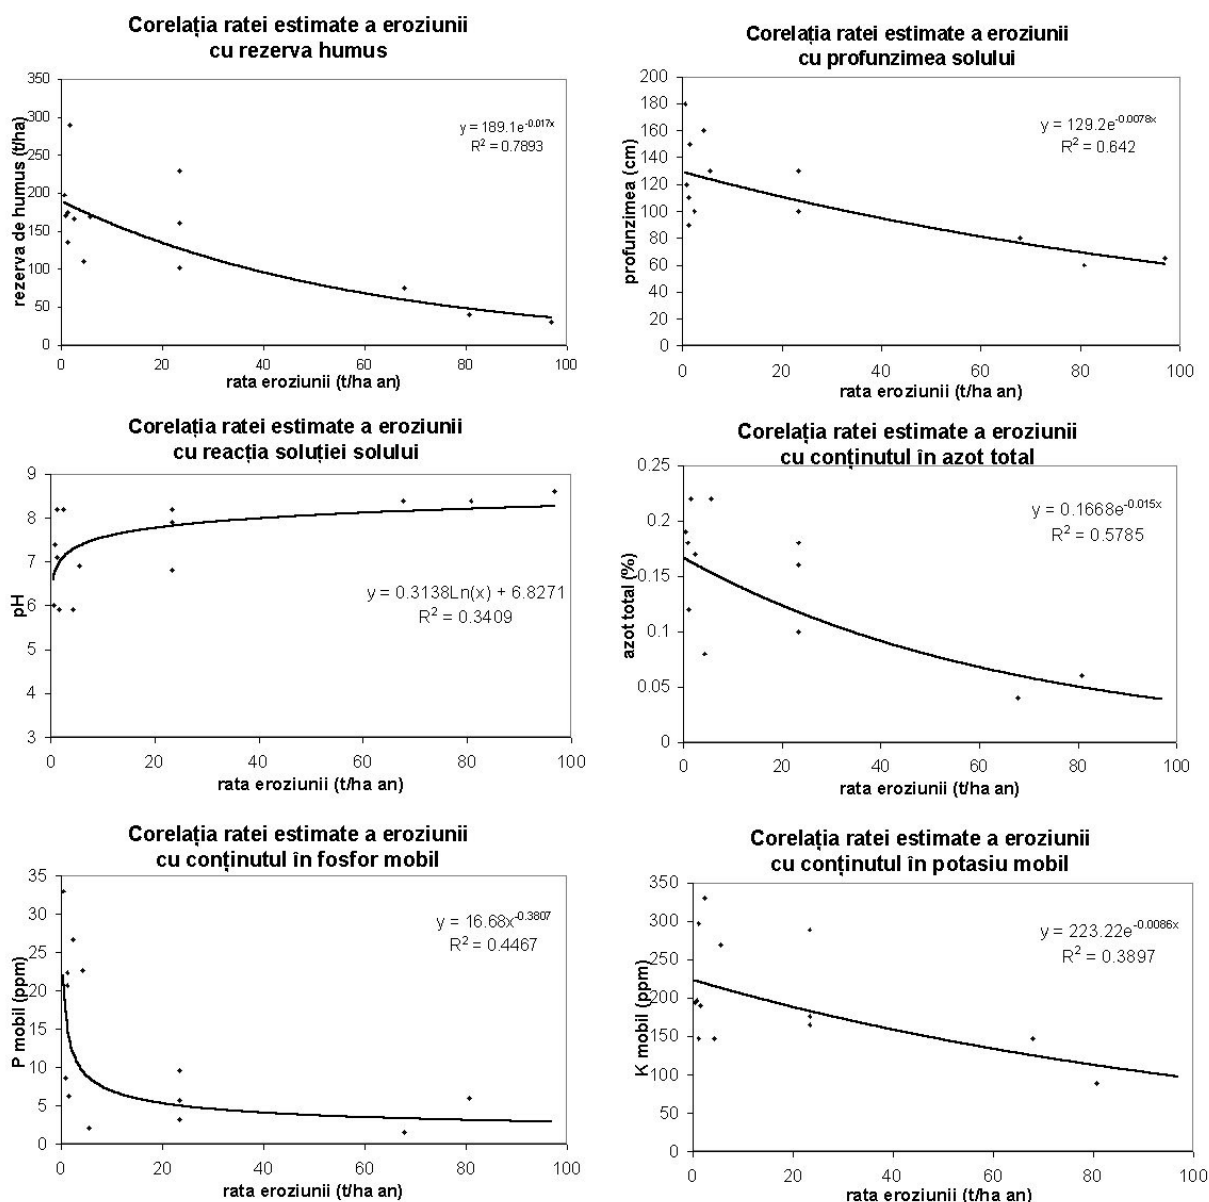 Corelația ratei estimate a eroziunii
cu rezerva humus
350
300
250
200
150
100
50
0
rezerva de humus (t/ha)
y = 189.1e^-0.017x
R² = 0.7893
0 20 40 60 80 100
rata eroziunii (t/ha an)
Corelația ratei estimate a eroziunii
cu profunzimea solului
200
180
160
140
120
100
80
60
40
20
0
profunzimea (cm)
y = 129.2e^-0.0078x
R² = 0.642
0 20 40 60 80 100
rata eroziunii (t/ha an)
Corelația ratei estimate a eroziunii
cu reacția soluției solului
9
8
7
6
5
4
3
pH
y = 0.3138Ln(x) + 6.8271
R² = 0.3409
0 20 40 60 80 100
rata eroziunii (t/ha an)
Corelația ratei estimate a eroziunii
cu conținutul în azot total
0.25
0.2
0.15
0.1
0.05
0
azot total (%)
y = 0.1668e^-0.015x
R² = 0.5785
0 20 40 60 80 100
rata eroziunii (t/ha an)
Corelația ratei estimate a eroziunii
cu conținutul în fosfor mobil
35
30
25
20
15
10
5
0
P mobil (ppm)
y = 16.68x^-0.3807
R² = 0.4467
0 20 40 60 80 100
rata eroziunii (t/ha an)
Corelația ratei estimate a eroziunii
cu conținutul în potasiu mobil
350
300
250
200
150
100
50
0
K mobil (ppm)
y = 223.22e^-0.0086x
R² = 0.3897
0 20 40 60 80 100
rata eroziunii (t/ha an)